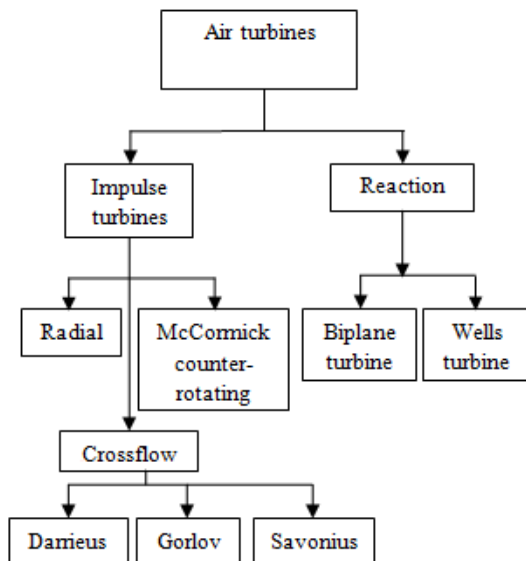 Air turbines
Impulse
turbines
Reaction
Radial
McCormick
counter-
rotating
Biplane
turbine
Wells
turbine
Crossflow
Darrieus
Gorlov
Savonius